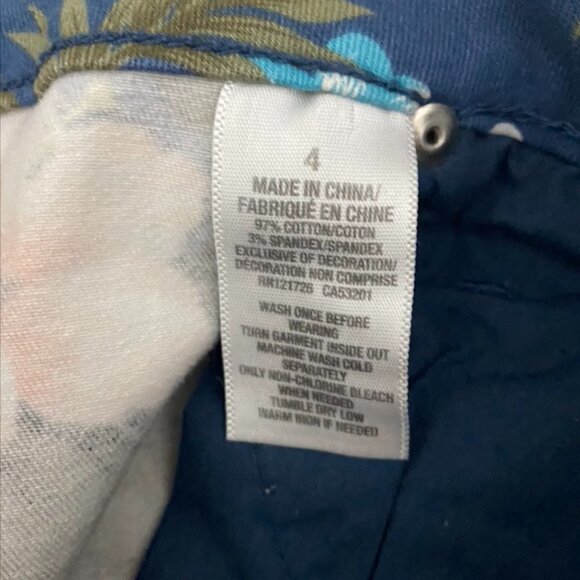 4
MADE IN CHINA/
FABRIQUÉ EN CHINE
97% COTTON/COTON
3% SPANDEX/SPANDEX
EXCLUSIVE OF DECORATION/
DÉCORATION NON COMPRISE
RN121726 CA53201
WASH ONCE BEFORE
WEARING
TURN GARMENT INSIDE OUT
MACHINE WASH COLD
SEPARATELY
ONLY NON-CHLORINE BLEACH
WHEN NEEDED
TUMBLE DRY LOW
WARM IRON IF NEEDED